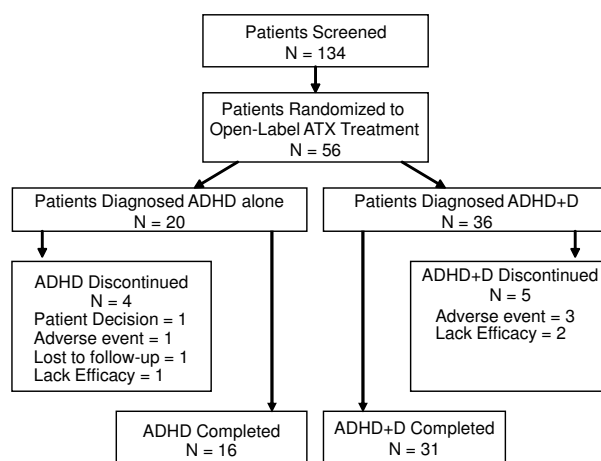 Patients Screened
N = 134
Patients Randomized to
Open-Label ATX Treatment
N = 56
Patients Diagnosed ADHD alone
N = 20
Patients Diagnosed ADHD+D
N = 36
ADHD Discontinued
N = 4
Patient Decision = 1
Adverse event = 1
Lost to follow-up = 1
Lack Efficacy = 1
ADHD+D Discontinued
N = 5
Adverse event = 3
Lack Efficacy = 2
ADHD Completed
N = 16
ADHD+D Completed
N = 31